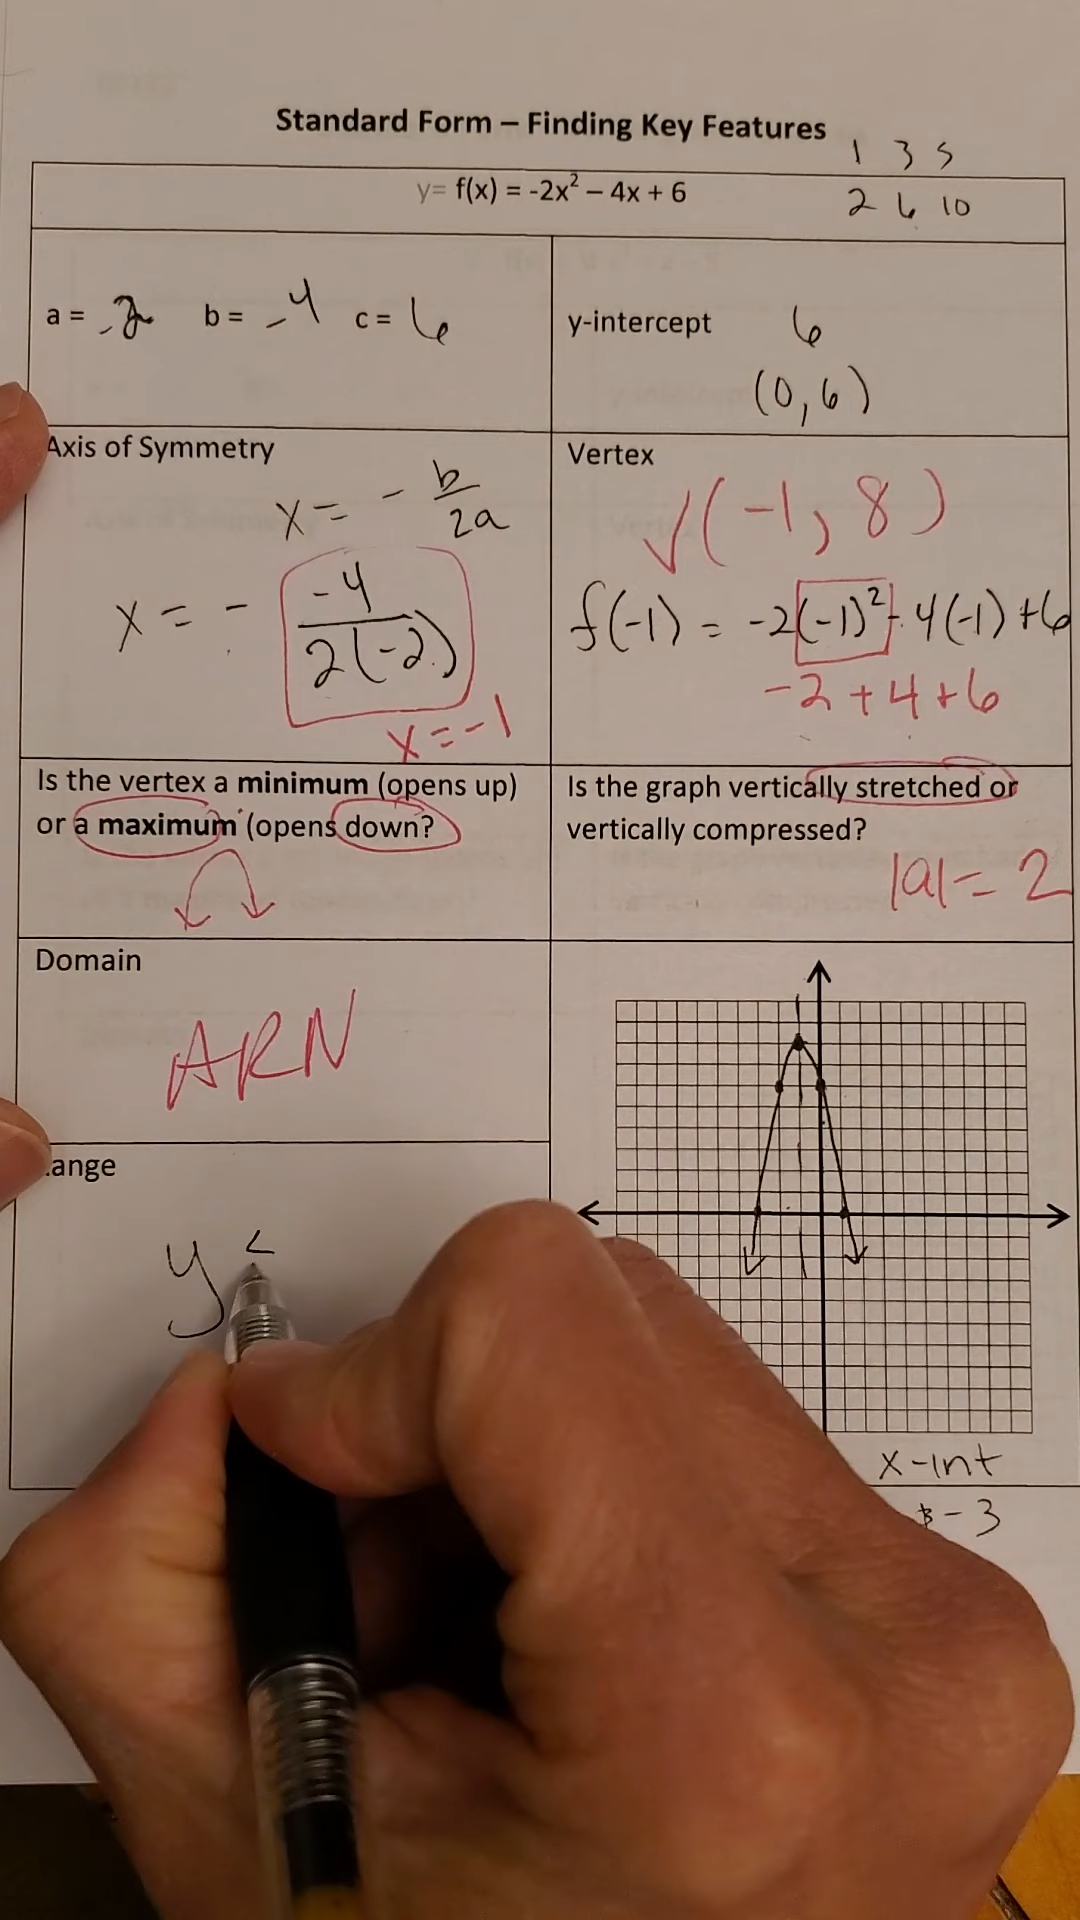 Standard Form – Finding Key Features
1 3 5
y= f(x) = -2x² – 4x + 6
2 6 10
a = -2 b = -4 c = 6
y-intercept 6
(0, 6)
Axis of Symmetry
x = - b/2a
x = - -4/2(-2)
x = -1
Vertex
√(-1, 8)
f(-1) = -2(-1)² - 4(-1) + 6
-2 + 4 + 6
Is the vertex a minimum (opens up)
or a maximum (opens down?
Is the graph vertically stretched or
vertically compressed?
|a| = 2
Domain
ARN
ange
y <
x-int
-3